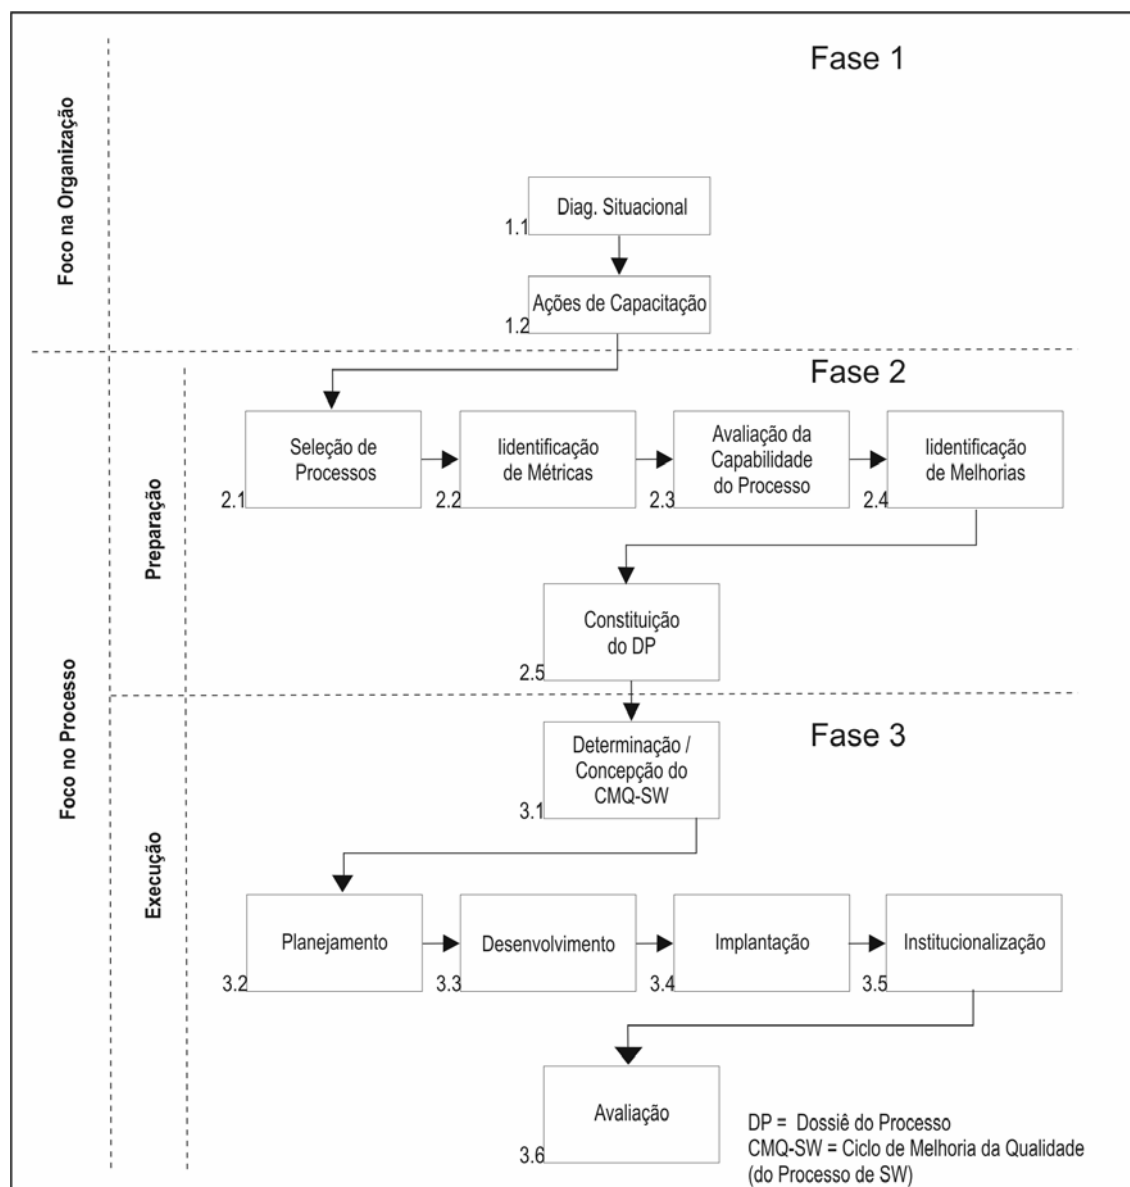 Fase 1
Foco na Organização
Diag. Situacional
1.1
Ações de Capacitação
1.2
Fase 2
Foco no Processo
Preparação
Seleção de
Processos
2.1
Iidentificação
de Métricas
2.2
Avaliação da
Capabilidade
do Processo
2.3
Iidentificação
de Melhorias
2.4
Constituição
do DP
2.5
Fase 3
Execução
Determinação /
Concepção do
CMQ-SW
3.1
Planejamento
3.2
Desenvolvimento
3.3
Implantação
3.4
Institucionalização
3.5
Avaliação
3.6
DP = Dossiê do Processo
CMQ-SW = Ciclo de Melhoria da Qualidade
(do Processo de SW)